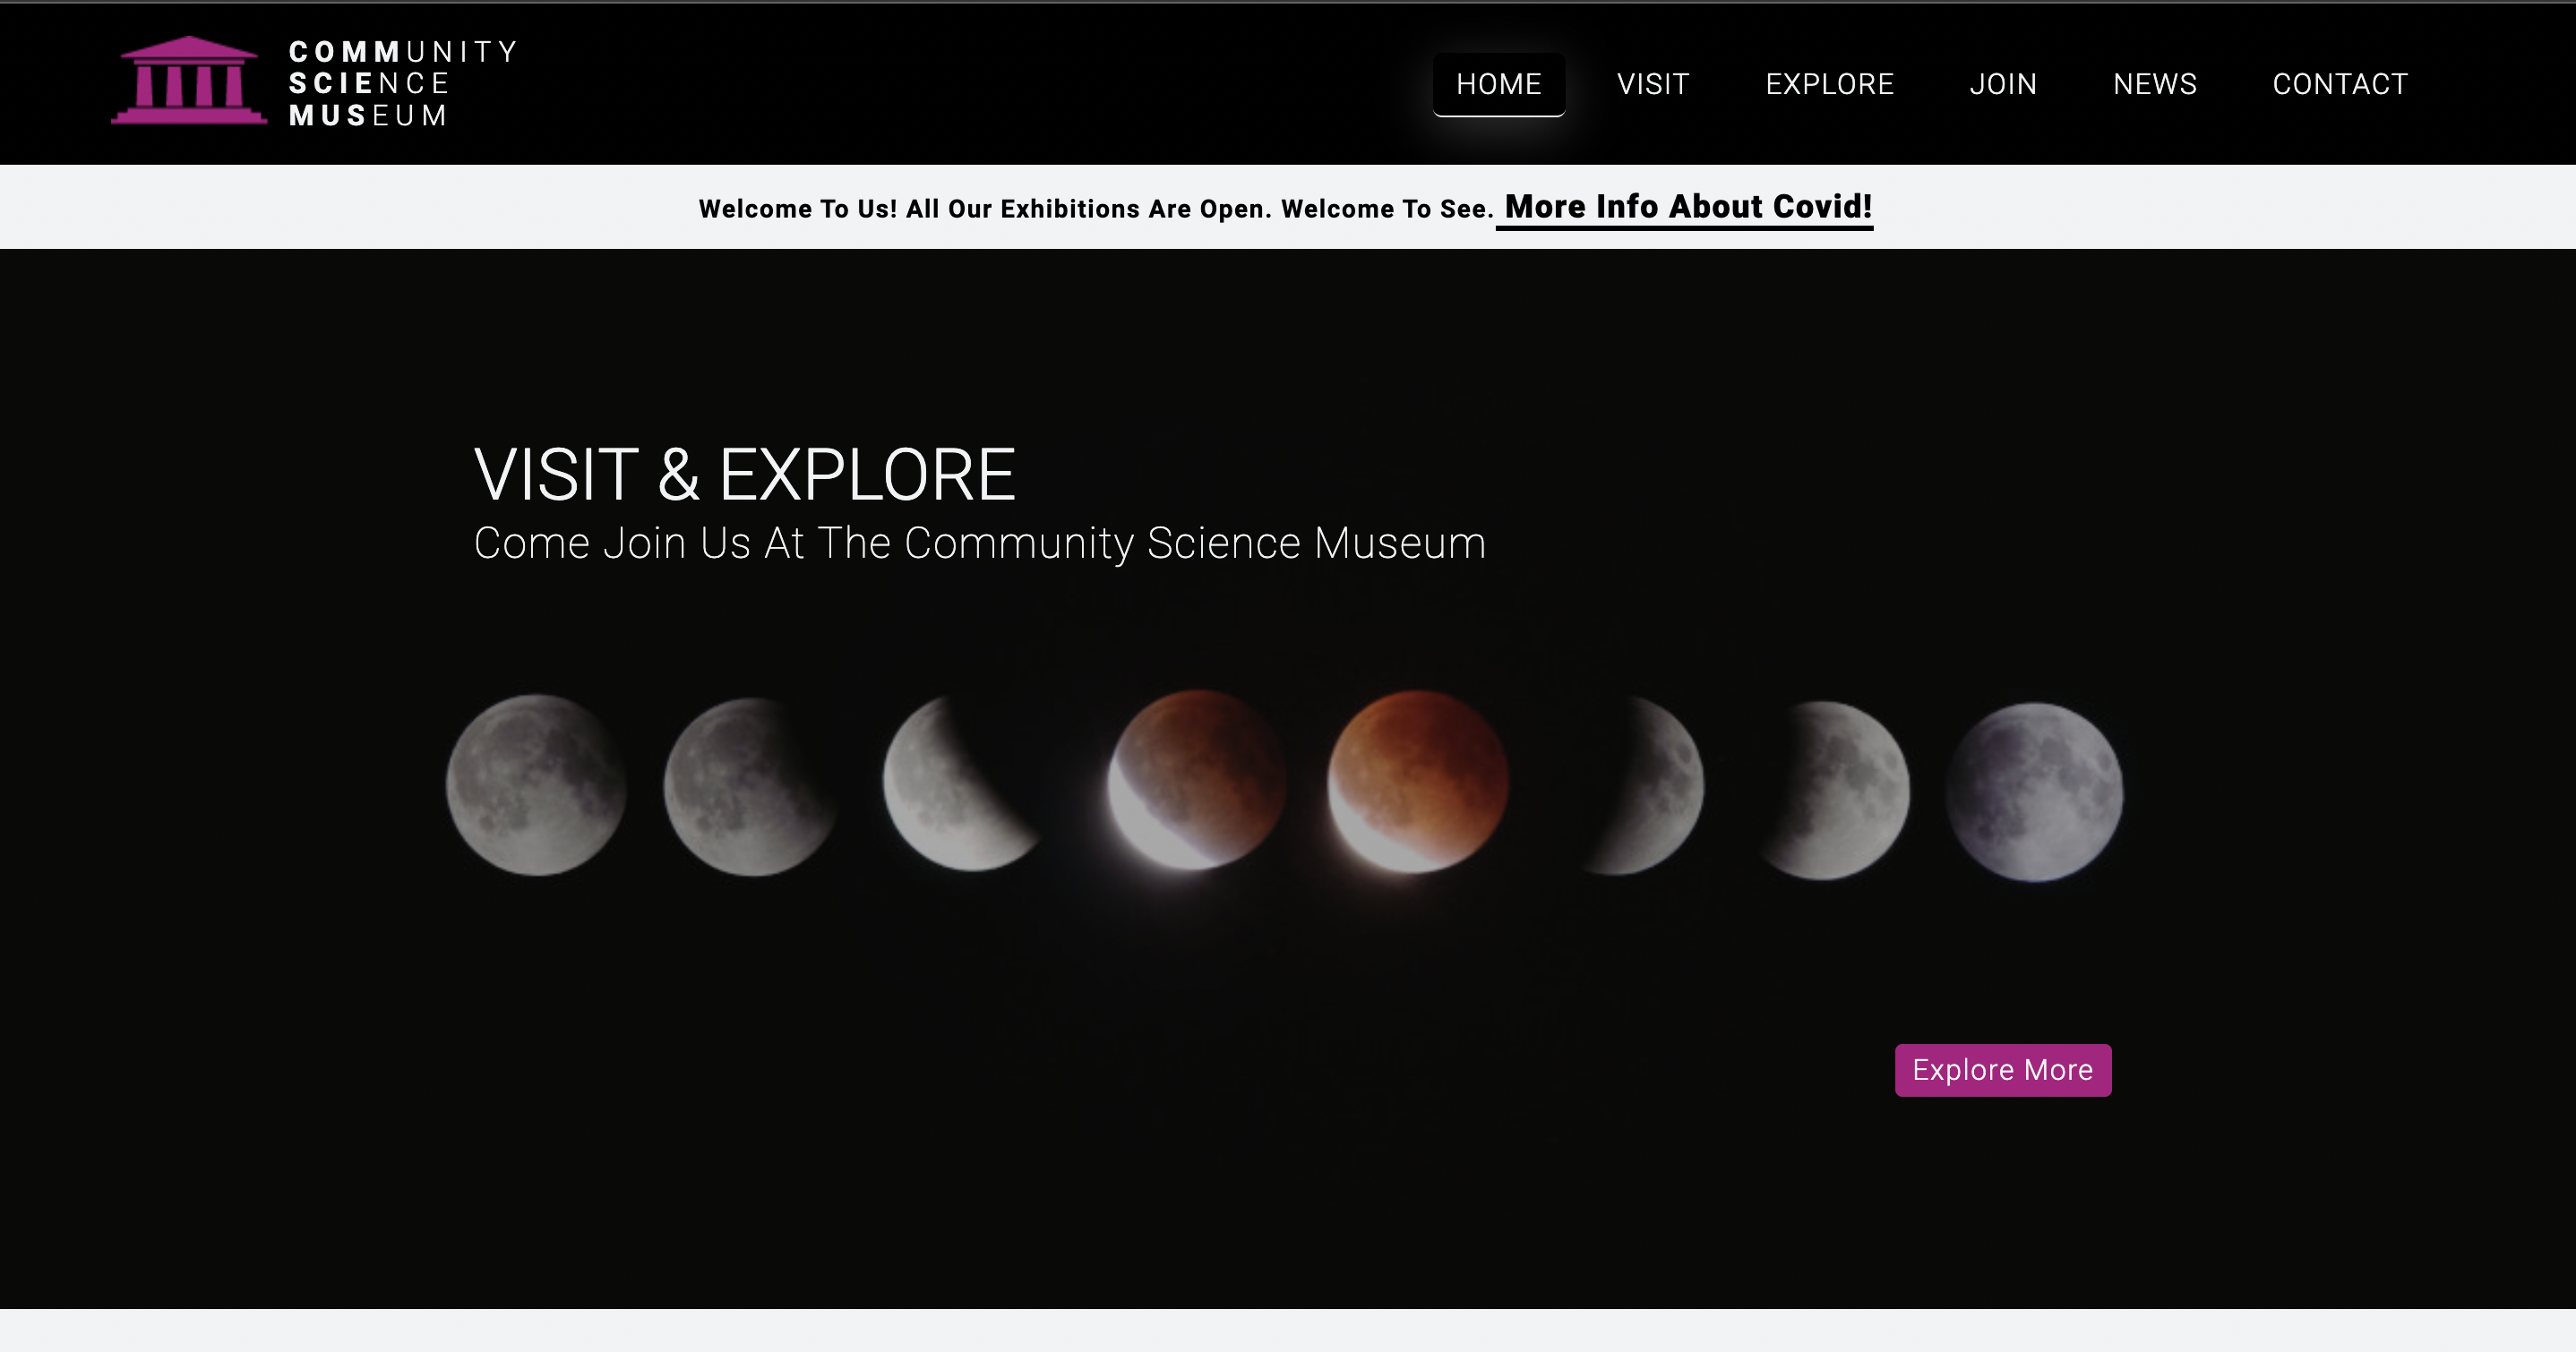 COMMUNITY
SCIENCE
MUSEUM
HOME VISIT EXPLORE JOIN NEWS CONTACT
Welcome To Us! All Our Exhibitions Are Open. Welcome To See. More Info About Covid!
VISIT & EXPLORE
Come Join Us At The Community Science Museum
Explore More